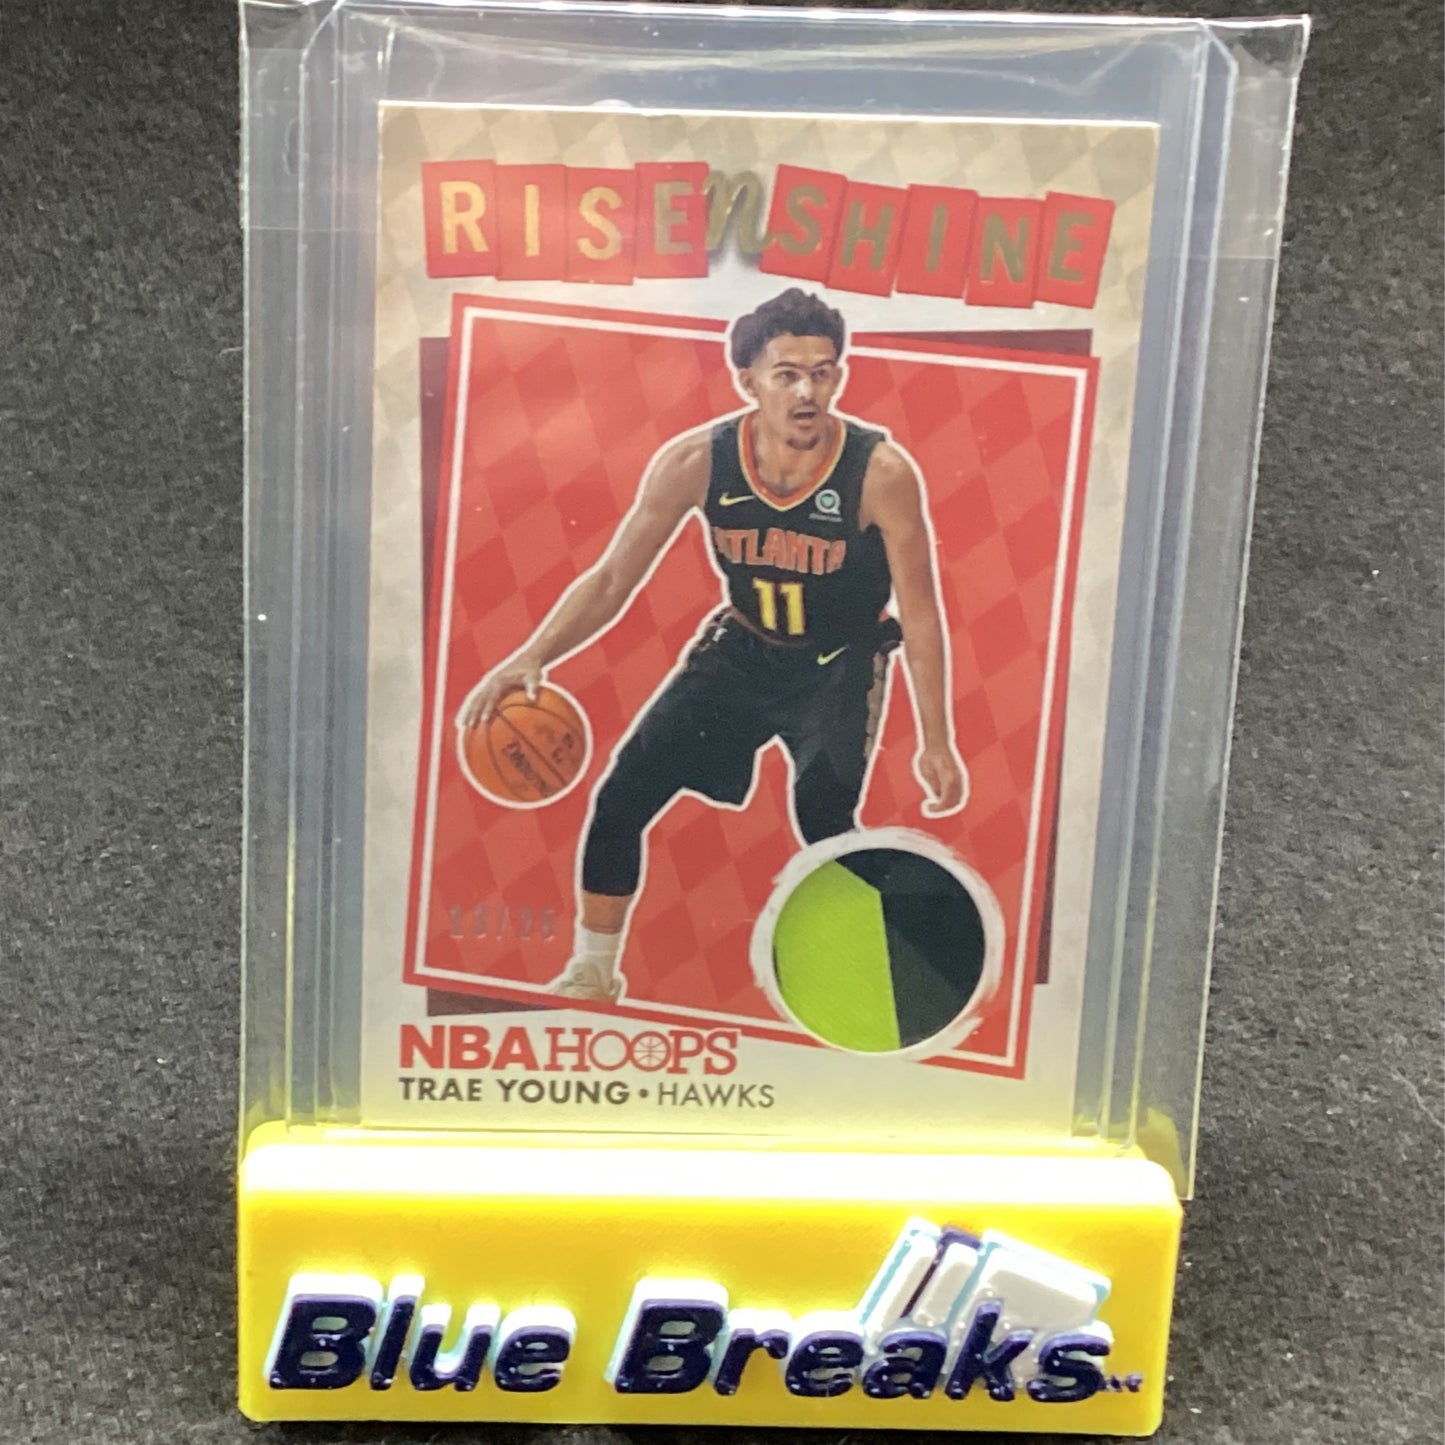 RISE n SHINE
ATLANTA
11
NBA HOOPS
TRAE YOUNG • HAWKS
Blue Breaks